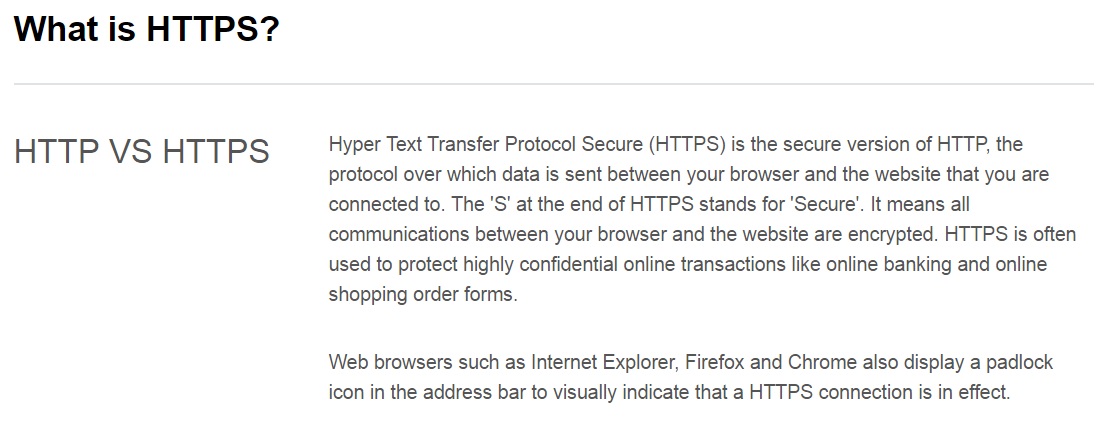 What is HTTPS?
HTTP VS HTTPS
Hyper Text Transfer Protocol Secure (HTTPS) is the secure version of HTTP, the
protocol over which data is sent between your browser and the website that you are
connected to. The 'S' at the end of HTTPS stands for 'Secure'. It means all
communications between your browser and the website are encrypted. HTTPS is often
used to protect highly confidential online transactions like online banking and online
shopping order forms.
Web browsers such as Internet Explorer, Firefox and Chrome also display a padlock
icon in the address bar to visually indicate that a HTTPS connection is in effect.